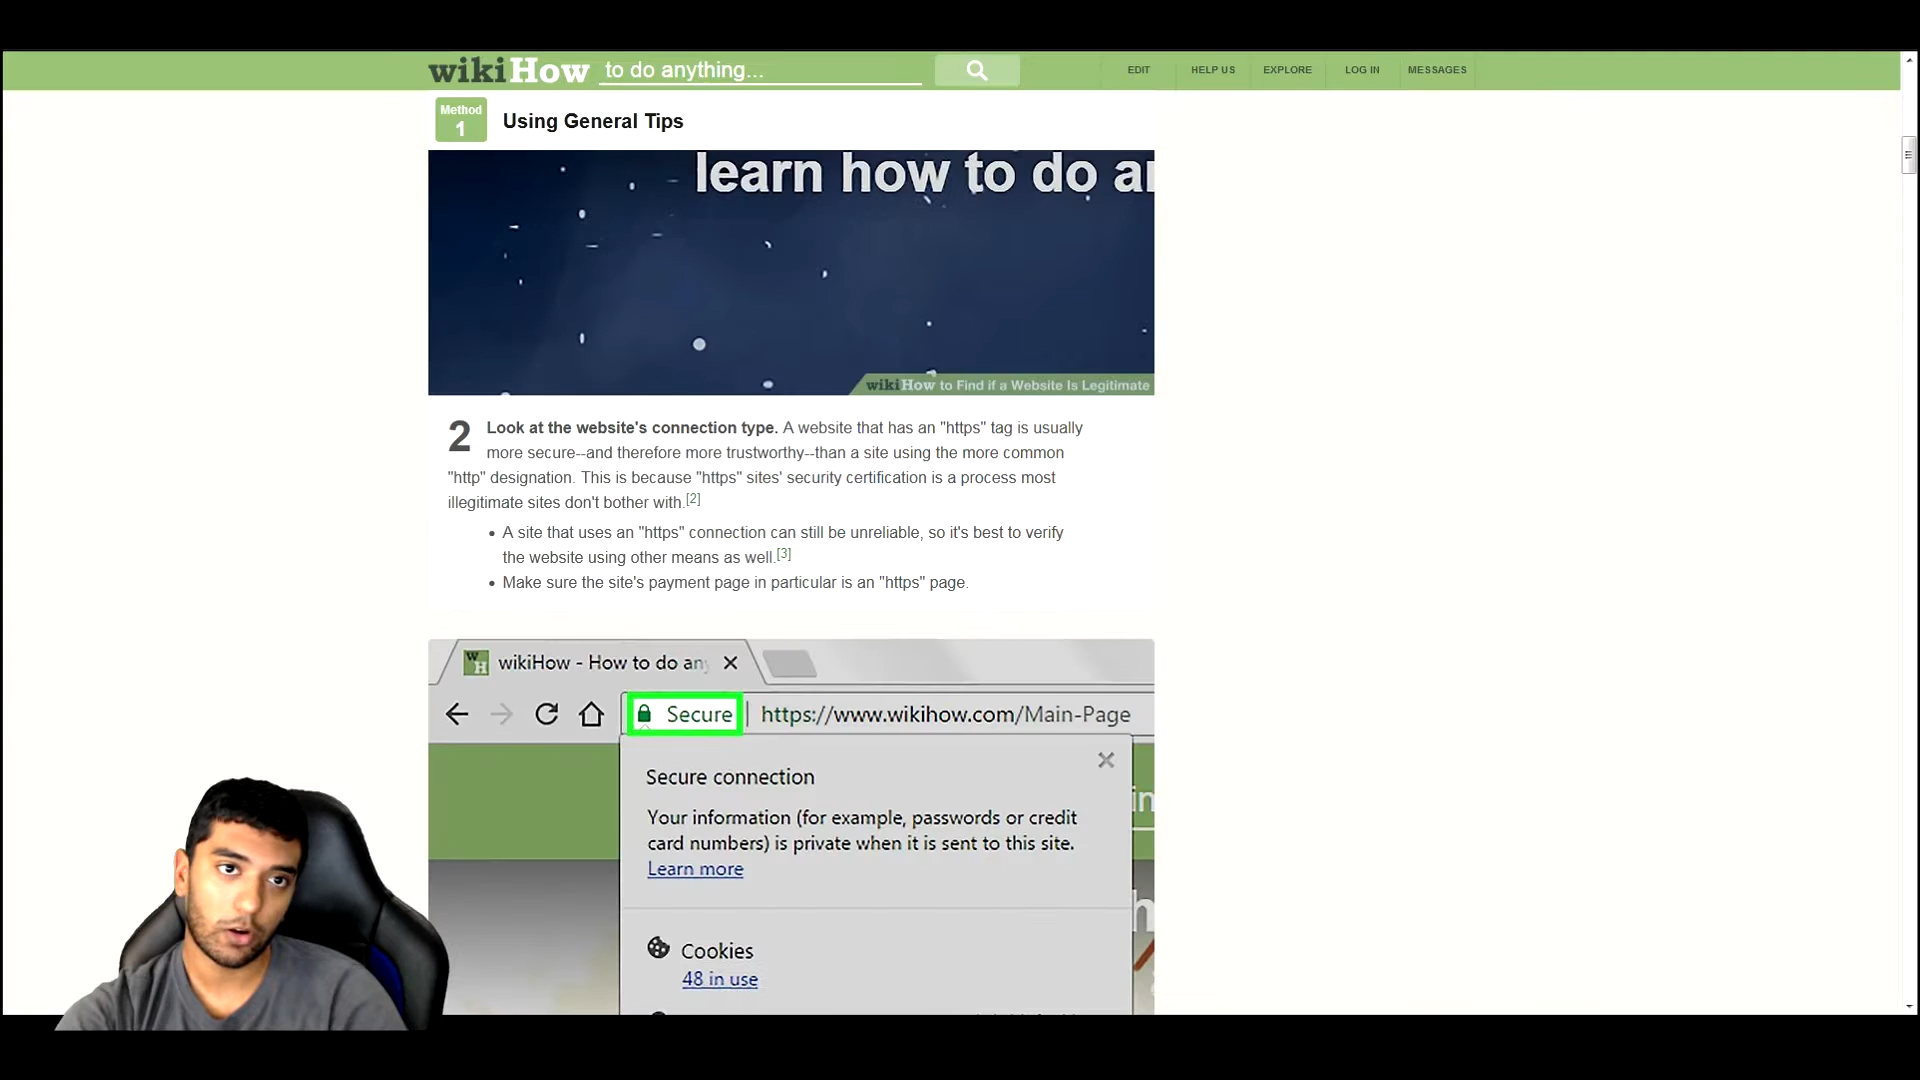 wikiHow to do anything...
EDIT
HELP US
EXPLORE
LOG IN
MESSAGES
Method
1
Using General Tips
learn how to do
wikiHow to Find if a Website Is Legitimate
2 Look at the website's connection type. A website that has an "https" tag is usually
more secure--and therefore more trustworthy--than a site using the more common
"http" designation. This is because "https" sites' security certification is a process most
illegitimate sites don't bother with.[2]
• A site that uses an "https" connection can still be unreliable, so it's best to verify
the website using other means as well.[3]
• Make sure the site's payment page in particular is an "https" page.
WH wikiHow - How to do any
Secure | https://www.wikihow.com/Main-Page
Secure connection
Your information (for example, passwords or credit
card numbers) is private when it is sent to this site.
Learn more
Cookies
48 in use